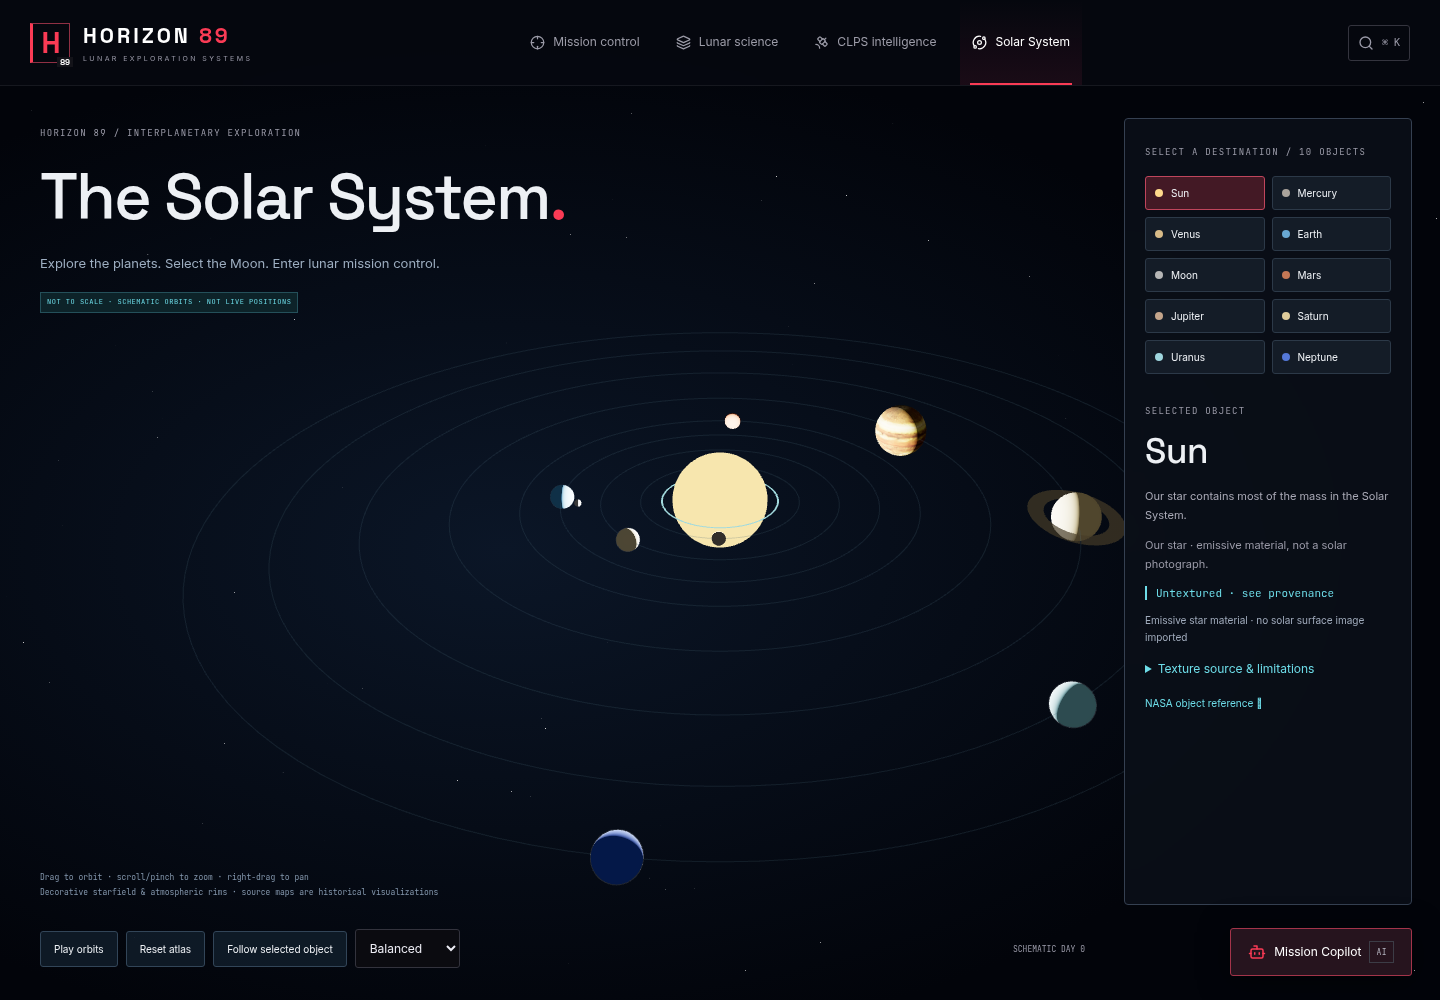 H
89
HORIZON 89
LUNAR EXPLORATION SYSTEMS
Mission control
Lunar science
CLPS intelligence
Solar System
⌘ K
HORIZON 89 / INTERPLANETARY EXPLORATION
The Solar System.
Explore the planets. Select the Moon. Enter lunar mission control.
NOT TO SCALE · SCHEMATIC ORBITS · NOT LIVE POSITIONS
SELECT A DESTINATION / 10 OBJECTS
Sun
Mercury
Venus
Earth
Moon
Mars
Jupiter
Saturn
Uranus
Neptune
SELECTED OBJECT
Sun
Our star contains most of the mass in the Solar
System.
Our star · emissive material, not a solar
photograph.
Untextured · see provenance
Emissive star material · no solar surface image
imported
Texture source & limitations
NASA object reference
Drag to orbit · scroll/pinch to zoom · right-drag to pan
Decorative starfield & atmospheric rims · source maps are historical visualizations
Play orbits
Reset atlas
Follow selected object
Balanced
SCHEMATIC DAY 0
Mission Copilot
AI